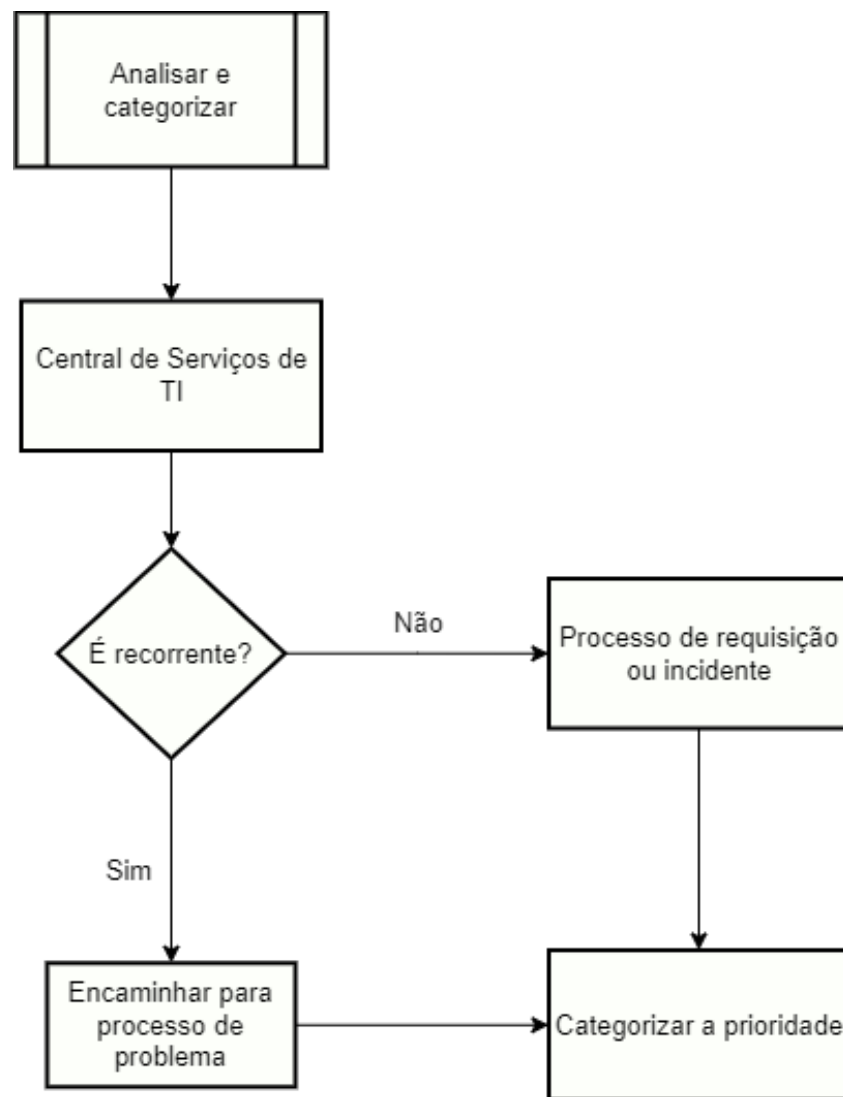 Analisar e
categorizar
Central de Serviços de
TI
É recorrente?
Não
Processo de requisição
ou incidente
Sim
Encaminhar para
processo de
problema
Categorizar a prioridade